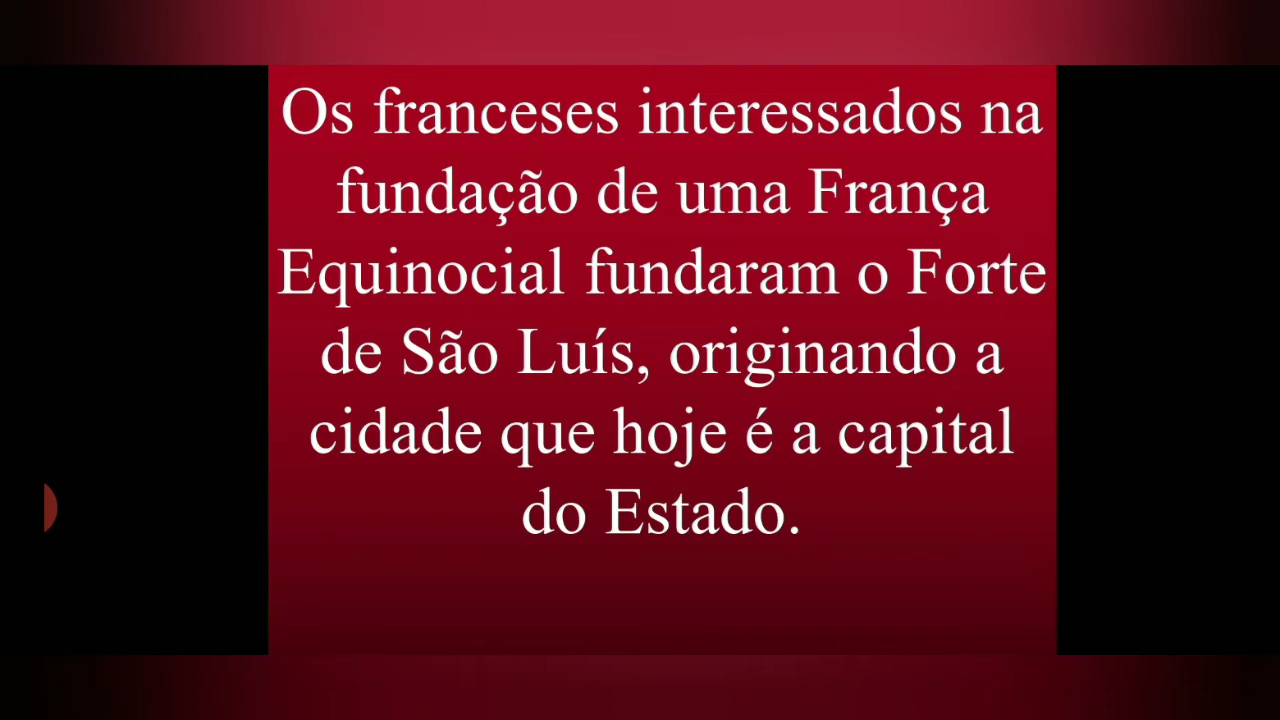 Os franceses interessados na
fundação de uma França
Equinocial fundaram o Forte
de São Luís, originando a
cidade que hoje é a capital
do Estado.